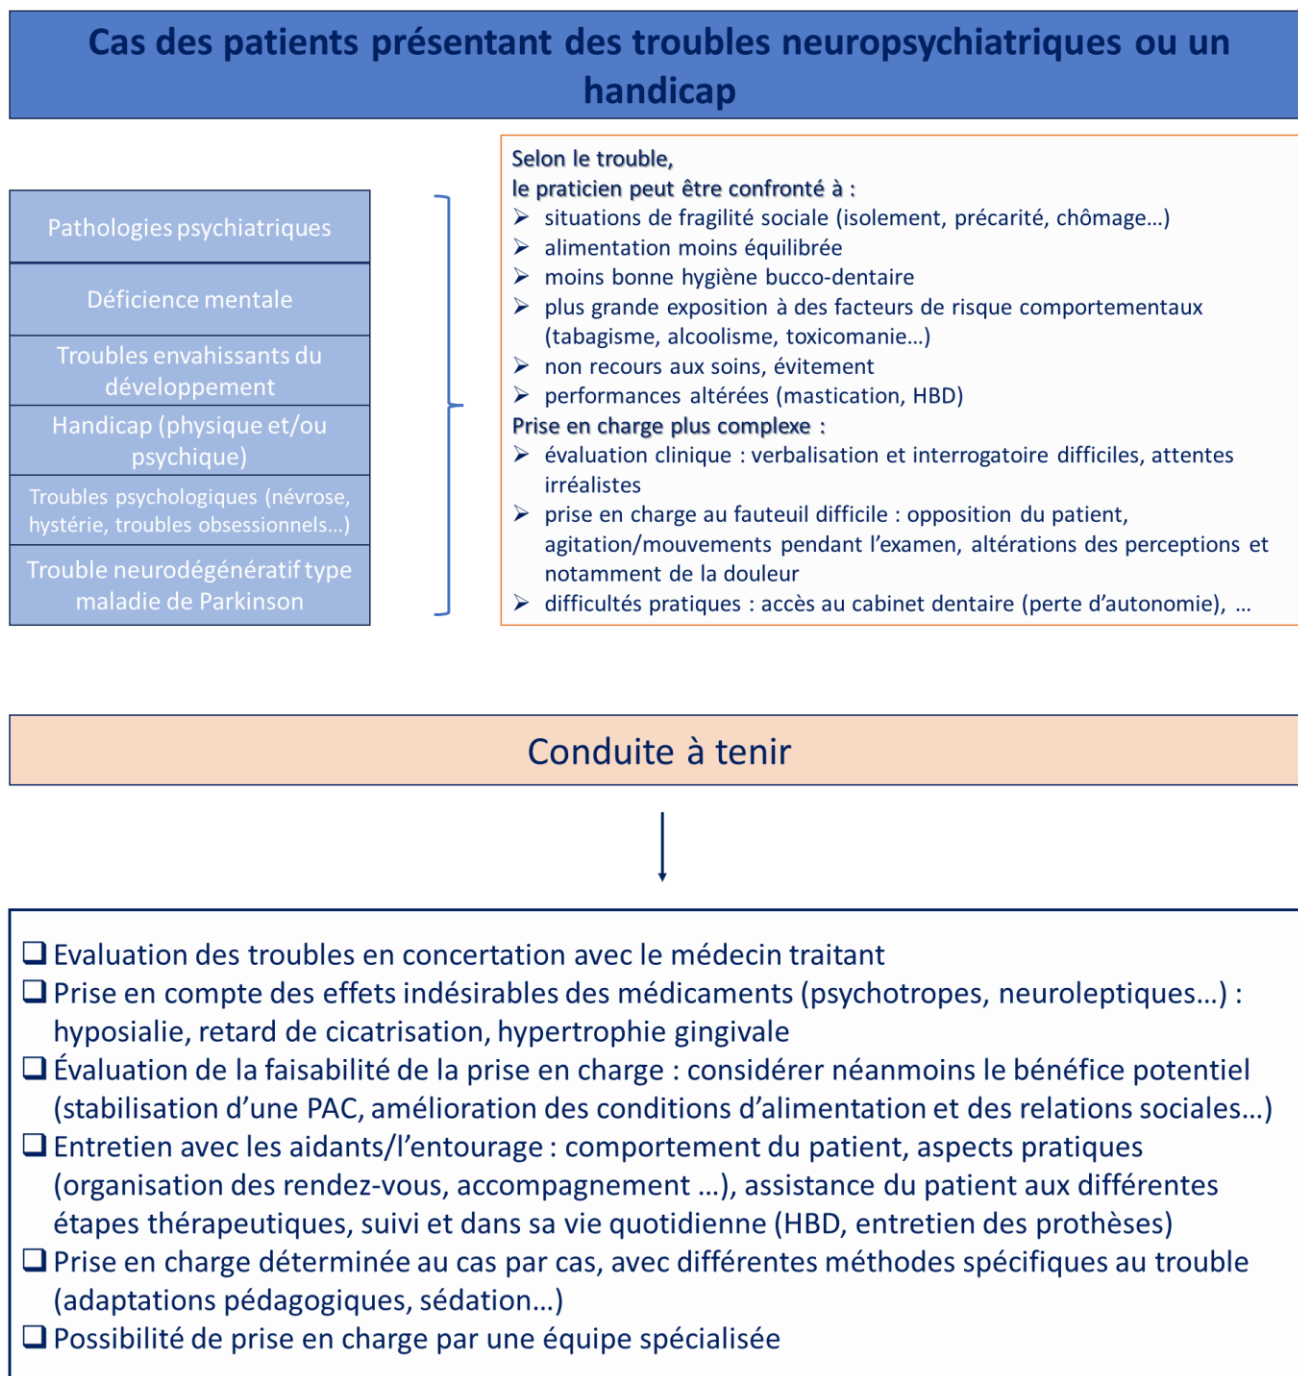 Cas des patients présentant des troubles neuropsychiatriques ou un
handicap
Pathologies psychiatriques
Déficience mentale
Troubles envahissants du
développement
Handicap (physique et/ou
psychique)
Troubles psychologiques (névrose,
hystérie, troubles obsessionnels...)
Trouble neurodégénératif type
maladie de Parkinson
Selon le trouble,
le praticien peut être confronté à :
➢ situations de fragilité sociale (isolement, précarité, chômage...)
➢ alimentation moins équilibrée
➢ moins bonne hygiène bucco-dentaire
➢ plus grande exposition à des facteurs de risque comportementaux
(tabagisme, alcoolisme, toxicomanie...)
➢ non recours aux soins, évitement
➢ performances altérées (mastication, HBD)
Prise en charge plus complexe :
➢ évaluation clinique : verbalisation et interrogatoire difficiles, attentes
irréalistes
➢ prise en charge au fauteuil difficile : opposition du patient,
agitation/mouvements pendant l'examen, altérations des perceptions et
notamment de la douleur
➢ difficultés pratiques : accès au cabinet dentaire (perte d'autonomie), ...
Conduite à tenir
❑ Evaluation des troubles en concertation avec le médecin traitant
❑ Prise en compte des effets indésirables des médicaments (psychotropes, neuroleptiques...) :
hyposialie, retard de cicatrisation, hypertrophie gingivale
❑ Évaluation de la faisabilité de la prise en charge : considérer néanmoins le bénéfice potentiel
(stabilisation d'une PAC, amélioration des conditions d'alimentation et des relations sociales...)
❑ Entretien avec les aidants/l'entourage : comportement du patient, aspects pratiques
(organisation des rendez-vous, accompagnement ...), assistance du patient aux différentes
étapes thérapeutiques, suivi et dans sa vie quotidienne (HBD, entretien des prothèses)
❑ Prise en charge déterminée au cas par cas, avec différentes méthodes spécifiques au trouble
(adaptations pédagogiques, sédation...)
❑ Possibilité de prise en charge par une équipe spécialisée